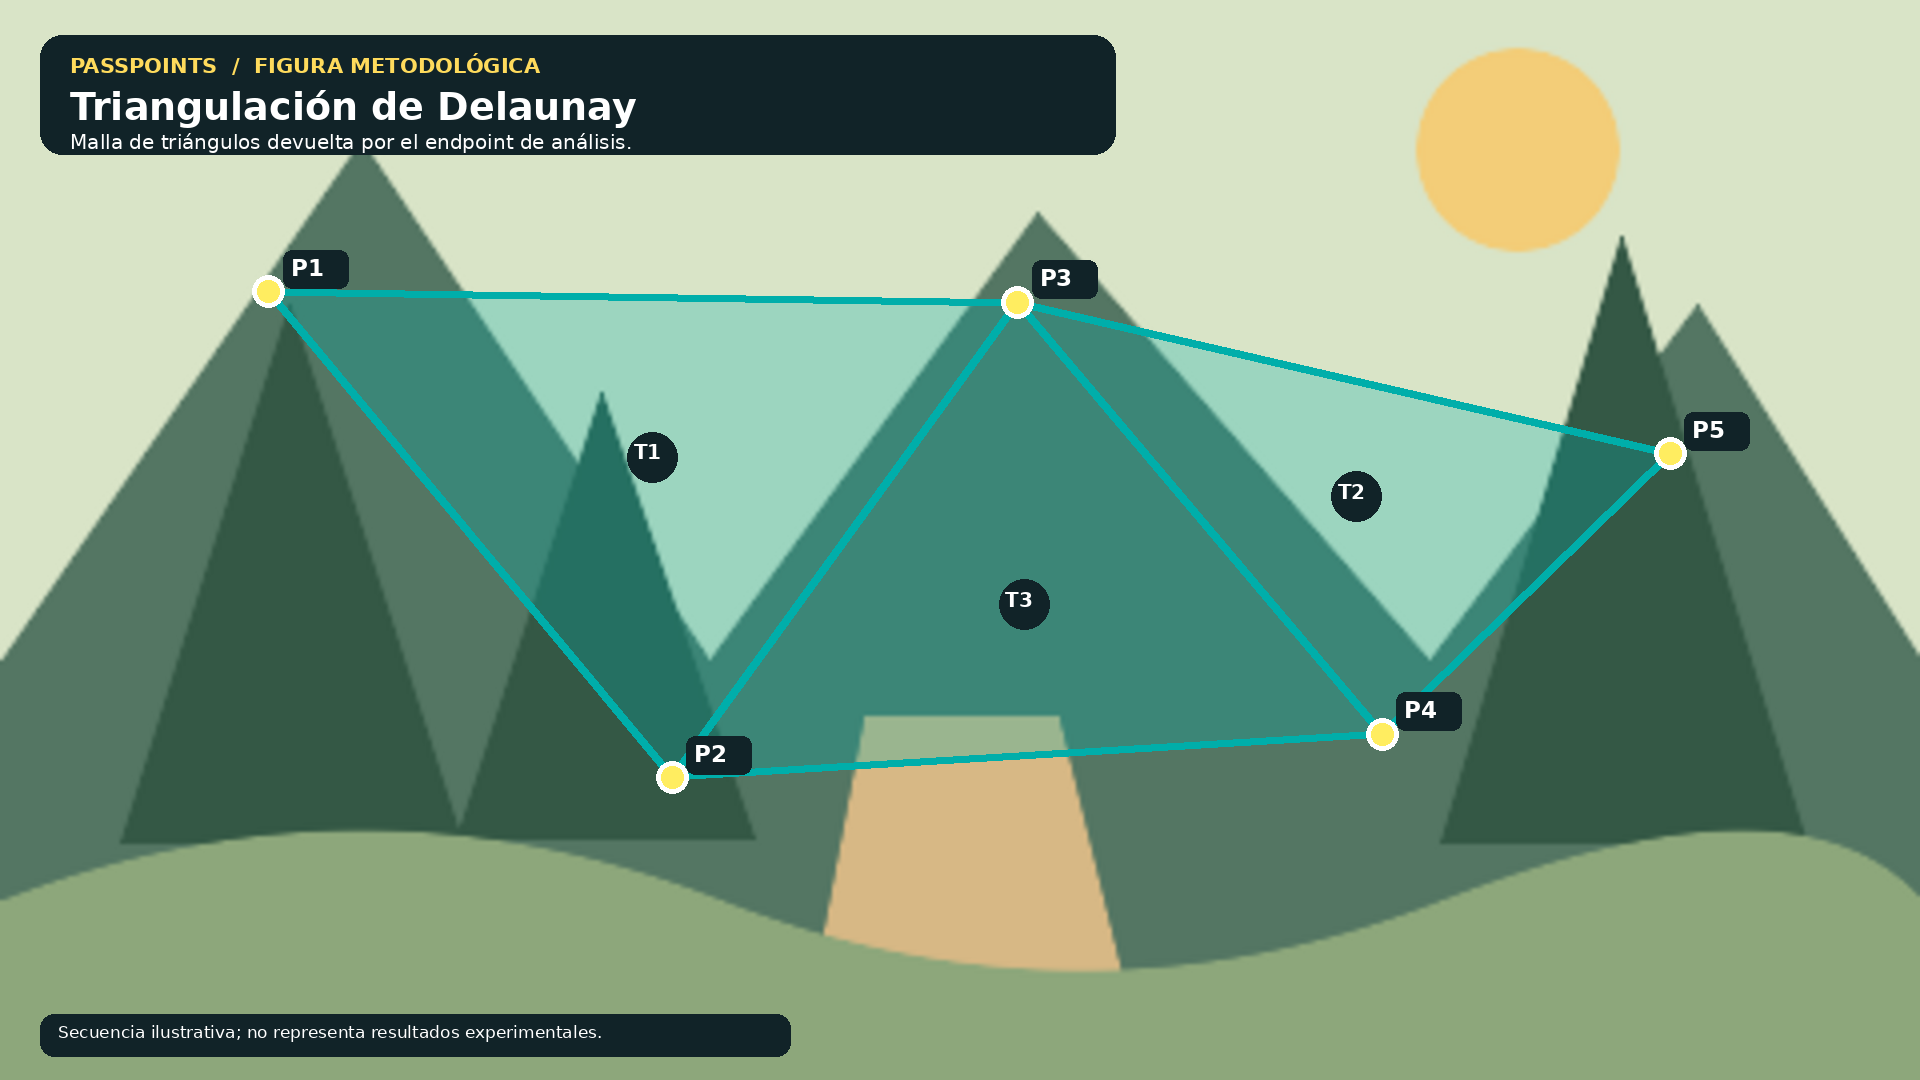 PASSPOINTS / FIGURA METODOLÓGICA
Triangulación de Delaunay
Malla de triángulos devuelta por el endpoint de análisis.
P1
P3
P5
T1
T2
T3
P4
P2
Secuencia ilustrativa; no representa resultados experimentales.